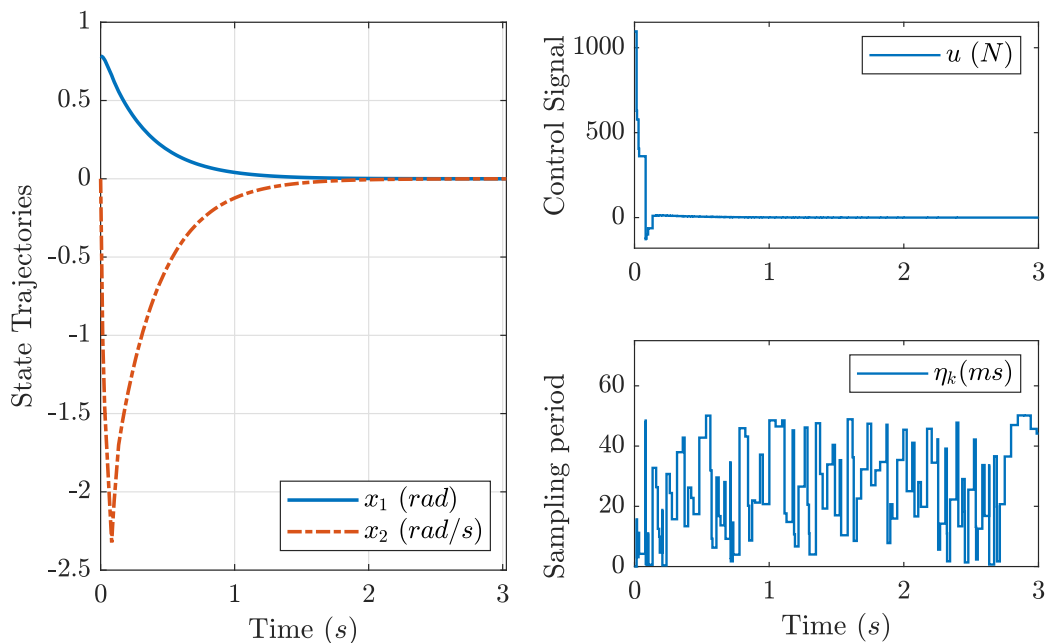 State Trajectories
1
0.5
0
-0.5
-1
-1.5
-2
-2.5
0 1 2 3
Time (s)
x₁ (rad)
x₂ (rad/s)
Control Signal
1000
500
0
0 1 2 3
u (N)
Sampling period
60
40
20
0
0 1 2 3
Time (s)
ηₖ(ms)